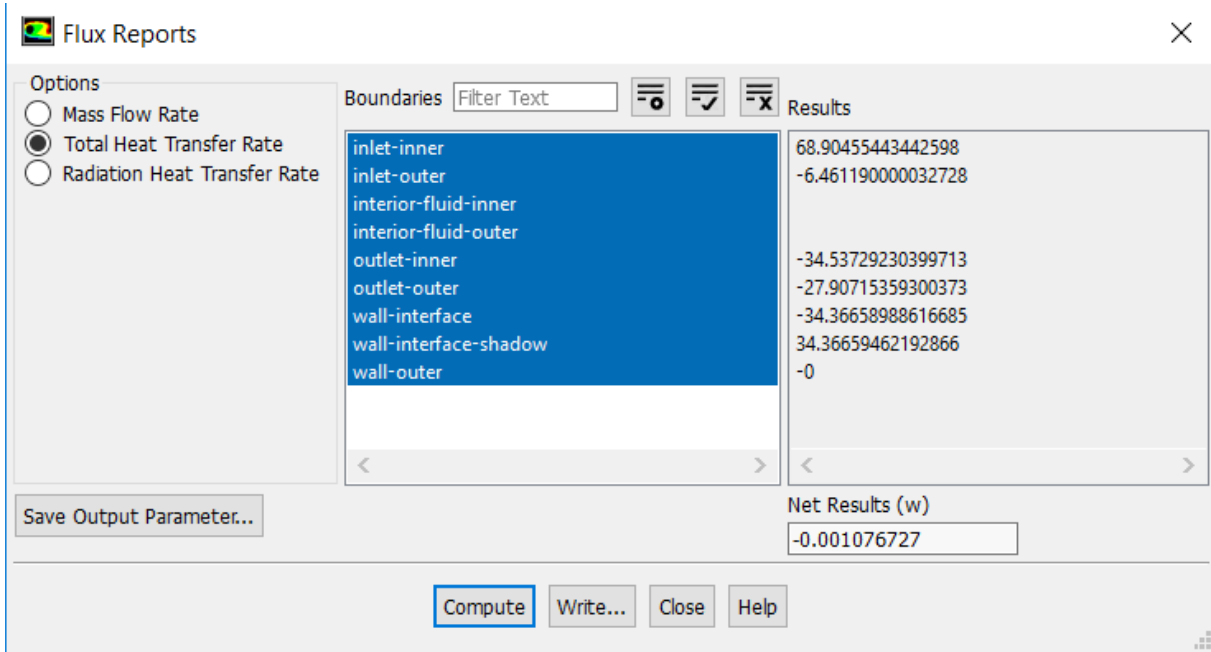 Flux Reports
Options
Mass Flow Rate
Total Heat Transfer Rate
Radiation Heat Transfer Rate
Boundaries Filter Text
inlet-inner
inlet-outer
interior-fluid-inner
interior-fluid-outer
outlet-inner
outlet-outer
wall-interface
wall-interface-shadow
wall-outer
Results
68.90455443442598
-6.461190000032728
-34.53729230399713
-27.90715359300373
-34.36658988616685
34.36659462192866
-0
Save Output Parameter...
Net Results (w)
-0.001076727
Compute Write... Close Help